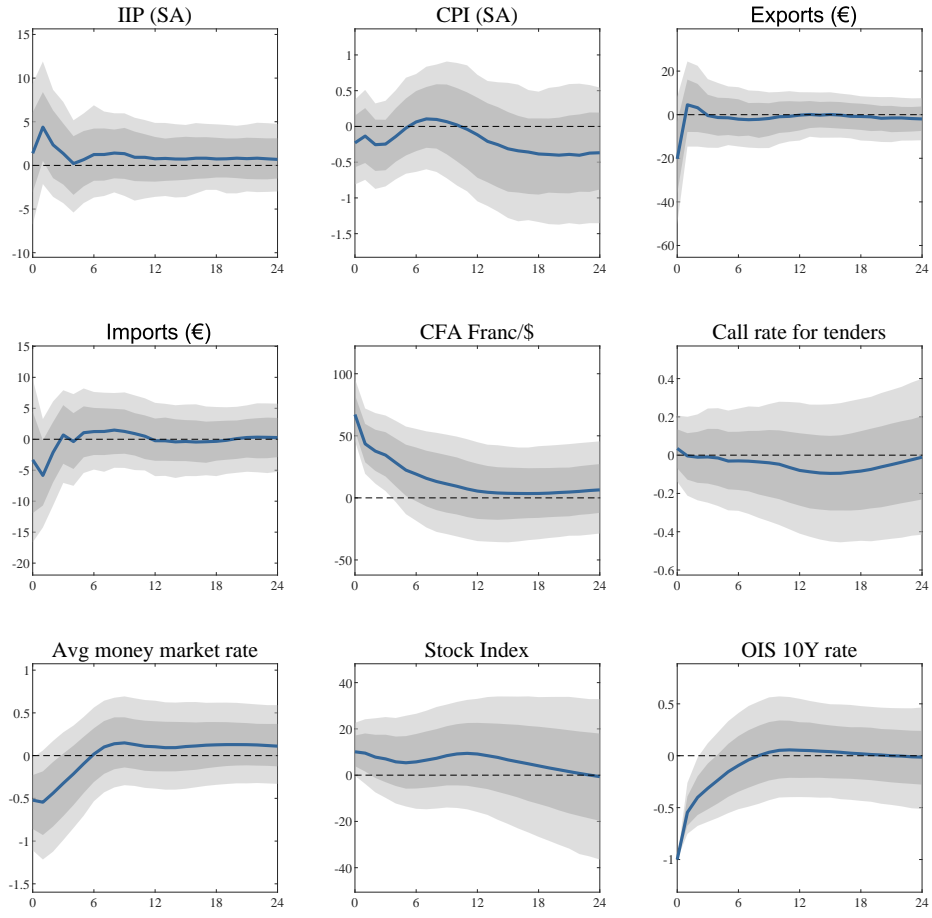 IIP (SA)
15
10
5
0
-5
-10
0 6 12 18 24
CPI (SA)
1
0.5
0
-0.5
-1
-1.5
0 6 12 18 24
Exports (€)
20
0
-20
-40
-60
0 6 12 18 24
Imports (€)
15
10
5
0
-5
-10
-15
-20
0 6 12 18 24
CFA Franc/$
100
50
0
-50
0 6 12 18 24
Call rate for tenders
0.4
0.2
0
-0.2
-0.4
-0.6
0 6 12 18 24
Avg money market rate
1
0.5
0
-0.5
-1
-1.5
0 6 12 18 24
Stock Index
40
20
0
-20
-40
0 6 12 18 24
OIS 10Y rate
0.5
0
-0.5
-1
0 6 12 18 24